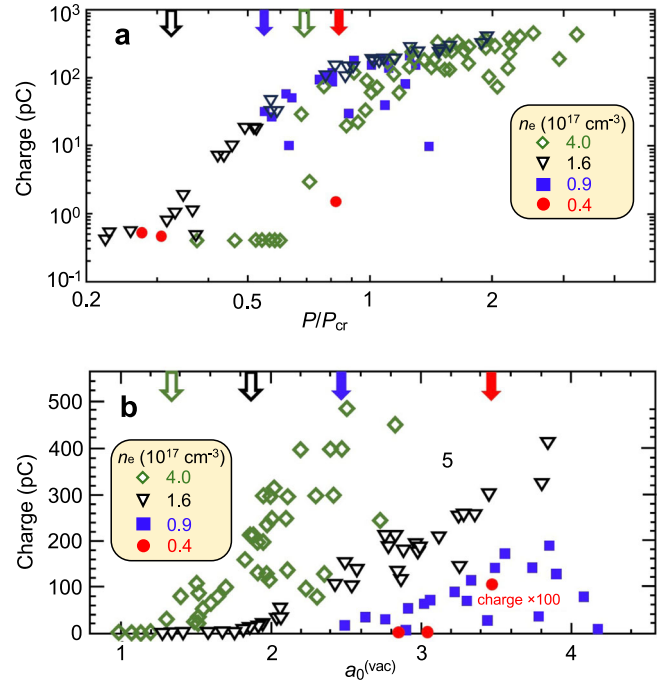 a
Charge (pC)
10³
10²
10¹
10⁰
10⁻¹
nₑ (10¹⁷ cm⁻³)
4.0
1.6
0.9
0.4
0.2 0.5 1 2
P/Pcr
b
Charge (pC)
500
400
300
200
100
0
nₑ (10¹⁷ cm⁻³)
4.0
1.6
0.9
0.4
5
charge ×100
1 2 3 4
a₀⁽ᵛᵃᶜ⁾